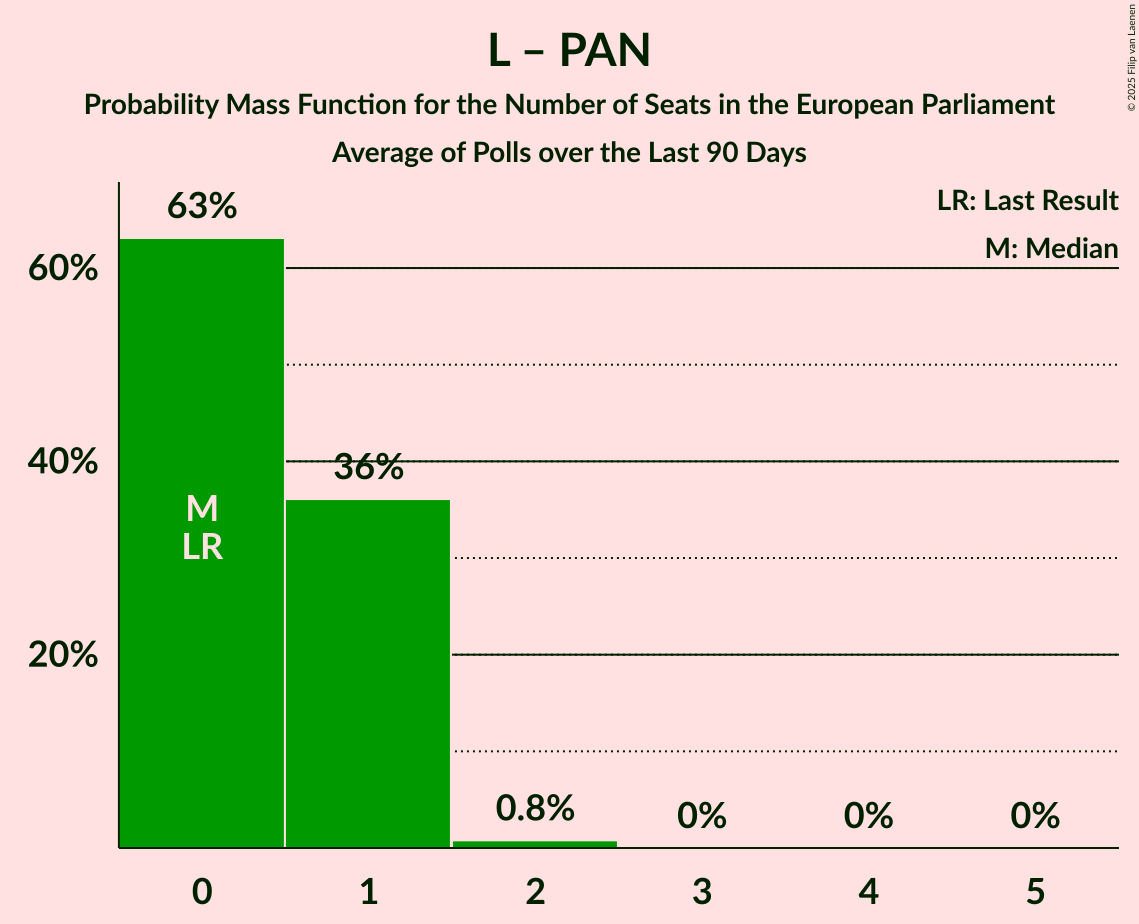 L – PAN
Probability Mass Function for the Number of Seats in the European Parliament
Average of Polls over the Last 90 Days
© 2025 Filip van Laenen
LR: Last Result
M: Median
63%
60%
40%
36%
M
LR
20%
0.8%
0%
0%
0%
0
1
2
3
4
5